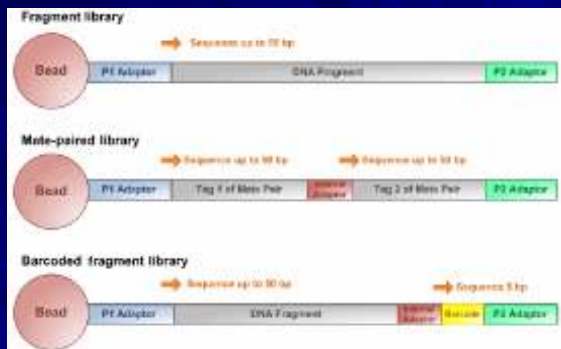 Fragment library
Sequence up to 50 bp
Bead P1 Adaptor DNA Fragment P2 Adaptor
Mate-paired library
Sequence up to 50 bp Sequence up to 50 bp
Bead P1 Adaptor Tag 1 of Mate Pair Internal Adaptor Tag 2 of Mate Pair P2 Adaptor
Barcoded fragment library
Sequence up to 50 bp Sequence 5 bp
Bead P1 Adaptor DNA Fragment Internal Adaptor Barcode P2 Adaptor